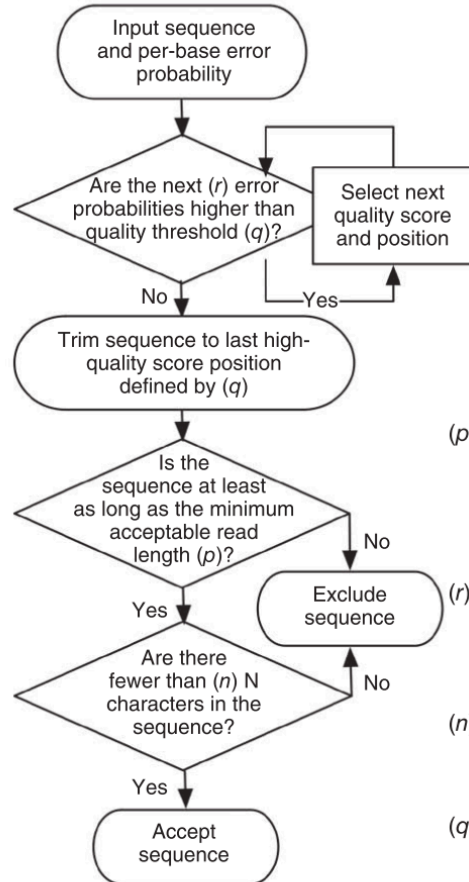 Input sequence
and per-base error
probability
Are the next (r) error
probabilities higher than
quality threshold (q)?
Select next
quality score
and position
Yes
No
Trim sequence to last high-
quality score position
defined by (q)
(p
Is the
sequence at least
as long as the minimum
acceptable read
length (p)?
No
Yes
Exclude
sequence
(r)
Are there
fewer than (n) N
characters in the
sequence?
No
(n
Yes
Accept
sequence
(q